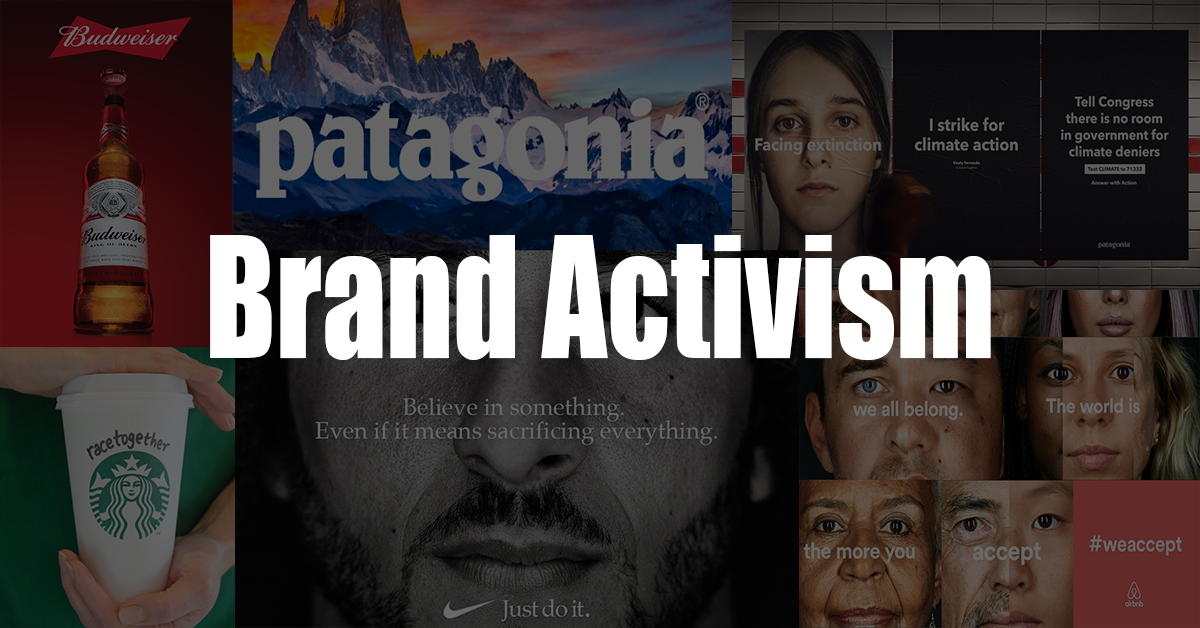 Budweiser
patagonia®
Facing extinction
I strike for
climate action
Tell Congress
there is no room
in government for
climate deniers
Text CLIMATE to 71333
Answer with Action
patagonia
Brand Activism
Budweiser
KING OF BEERS
racetogether
Believe in something.
Even if it means sacrificing everything.
Just do it.
we all belong.
The world is
the more you
accept
#weaccept
airbnb